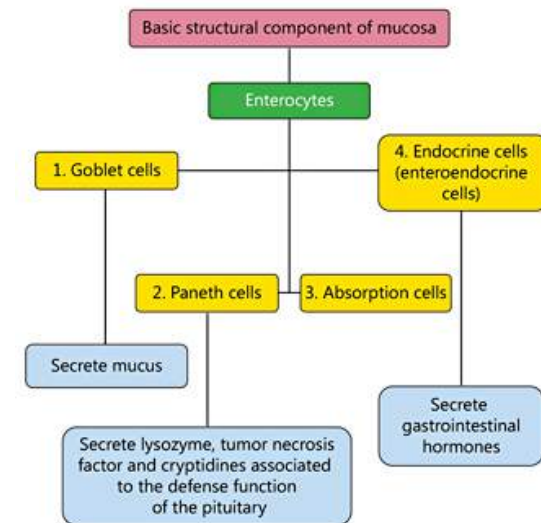 Basic structural component of mucosa
Enterocytes
1. Goblet cells
4. Endocrine cells
(enteroendocrine
cells)
2. Paneth cells
3. Absorption cells
Secrete mucus
Secrete lysozyme, tumor necrosis
factor and cryptidines associated
to the defense function
of the pituitary
Secrete
gastrointestinal
hormones